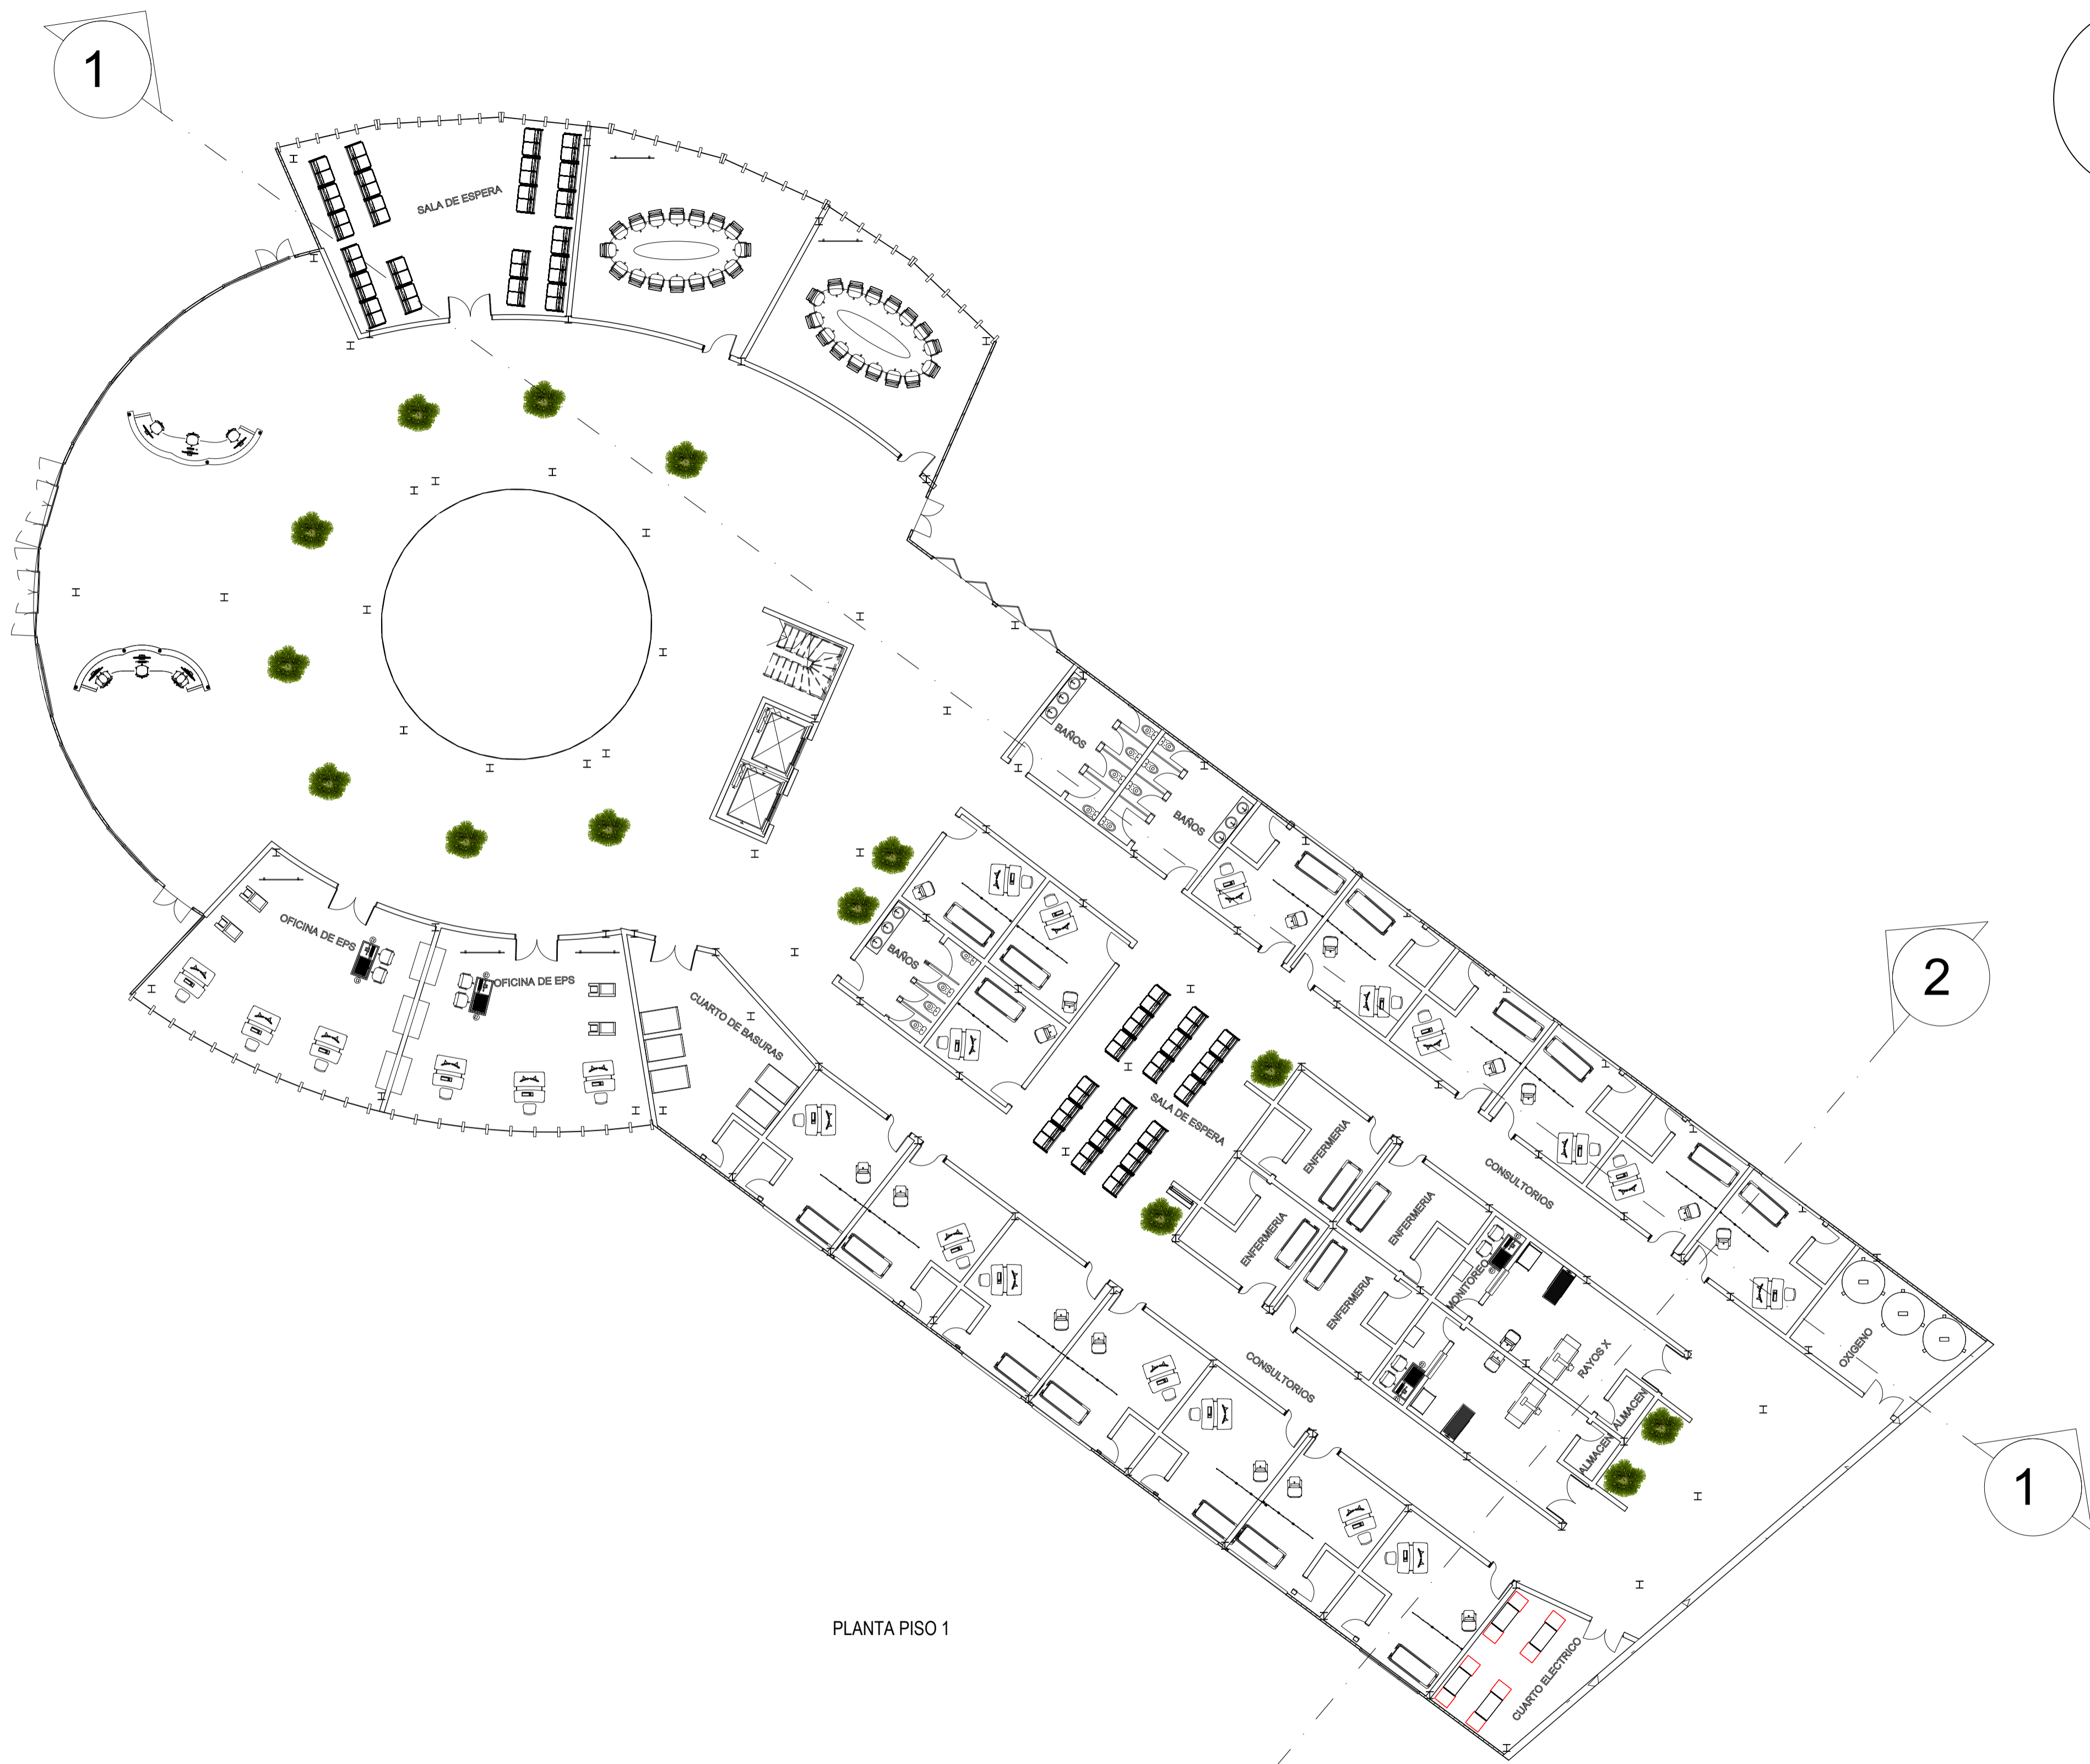 1
SALA DE ESPERA
BAÑOS
BAÑOS
OFICINA DE EPS
OFICINA DE EPS
BAÑOS
2
CUARTO DE BASURAS
SALA DE ESPERA
ENFERMERIA
CONSULTORIOS
ENFERMERIA
ENFERMERIA
MONITOREO
ENFERMERIA
OXIGENO
RAYOS X
CONSULTORIOS
ALMACEN
ALMACEN
1
PLANTA PISO 1
CUARTO ELECTRICO